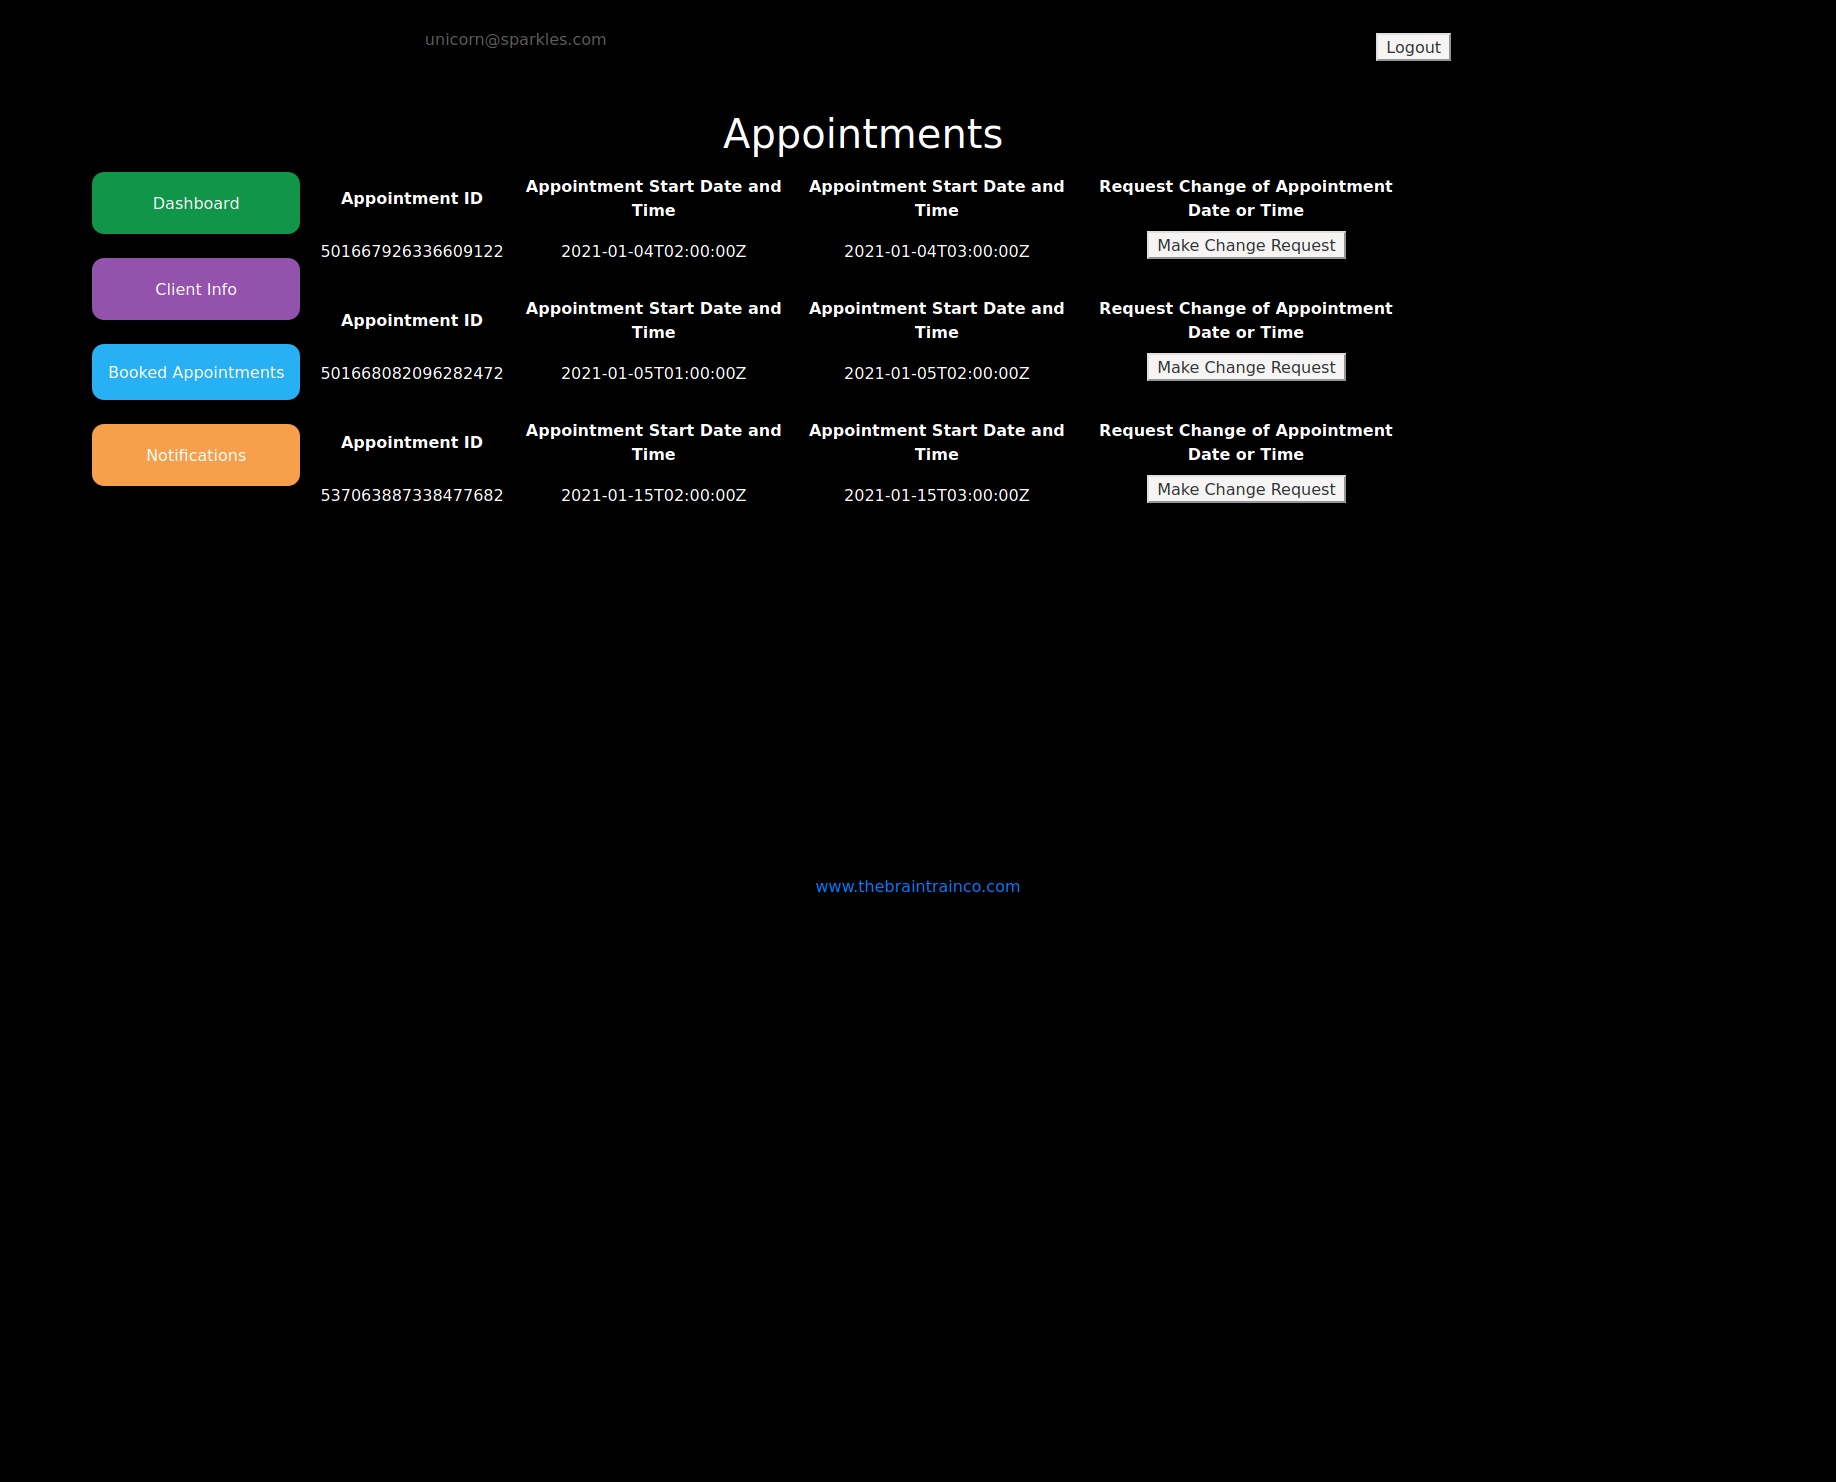 unicorn@sparkles.com
Logout
Appointments
Dashboard
Client Info
Booked Appointments
Notifications
Appointment ID
Appointment Start Date and
Time
Appointment Start Date and
Time
Request Change of Appointment
Date or Time
501667926336609122
2021-01-04T02:00:00Z
2021-01-04T03:00:00Z
Make Change Request
Appointment ID
Appointment Start Date and
Time
Appointment Start Date and
Time
Request Change of Appointment
Date or Time
501668082096282472
2021-01-05T01:00:00Z
2021-01-05T02:00:00Z
Make Change Request
Appointment ID
Appointment Start Date and
Time
Appointment Start Date and
Time
Request Change of Appointment
Date or Time
537063887338477682
2021-01-15T02:00:00Z
2021-01-15T03:00:00Z
Make Change Request
www.thebraintrainco.com